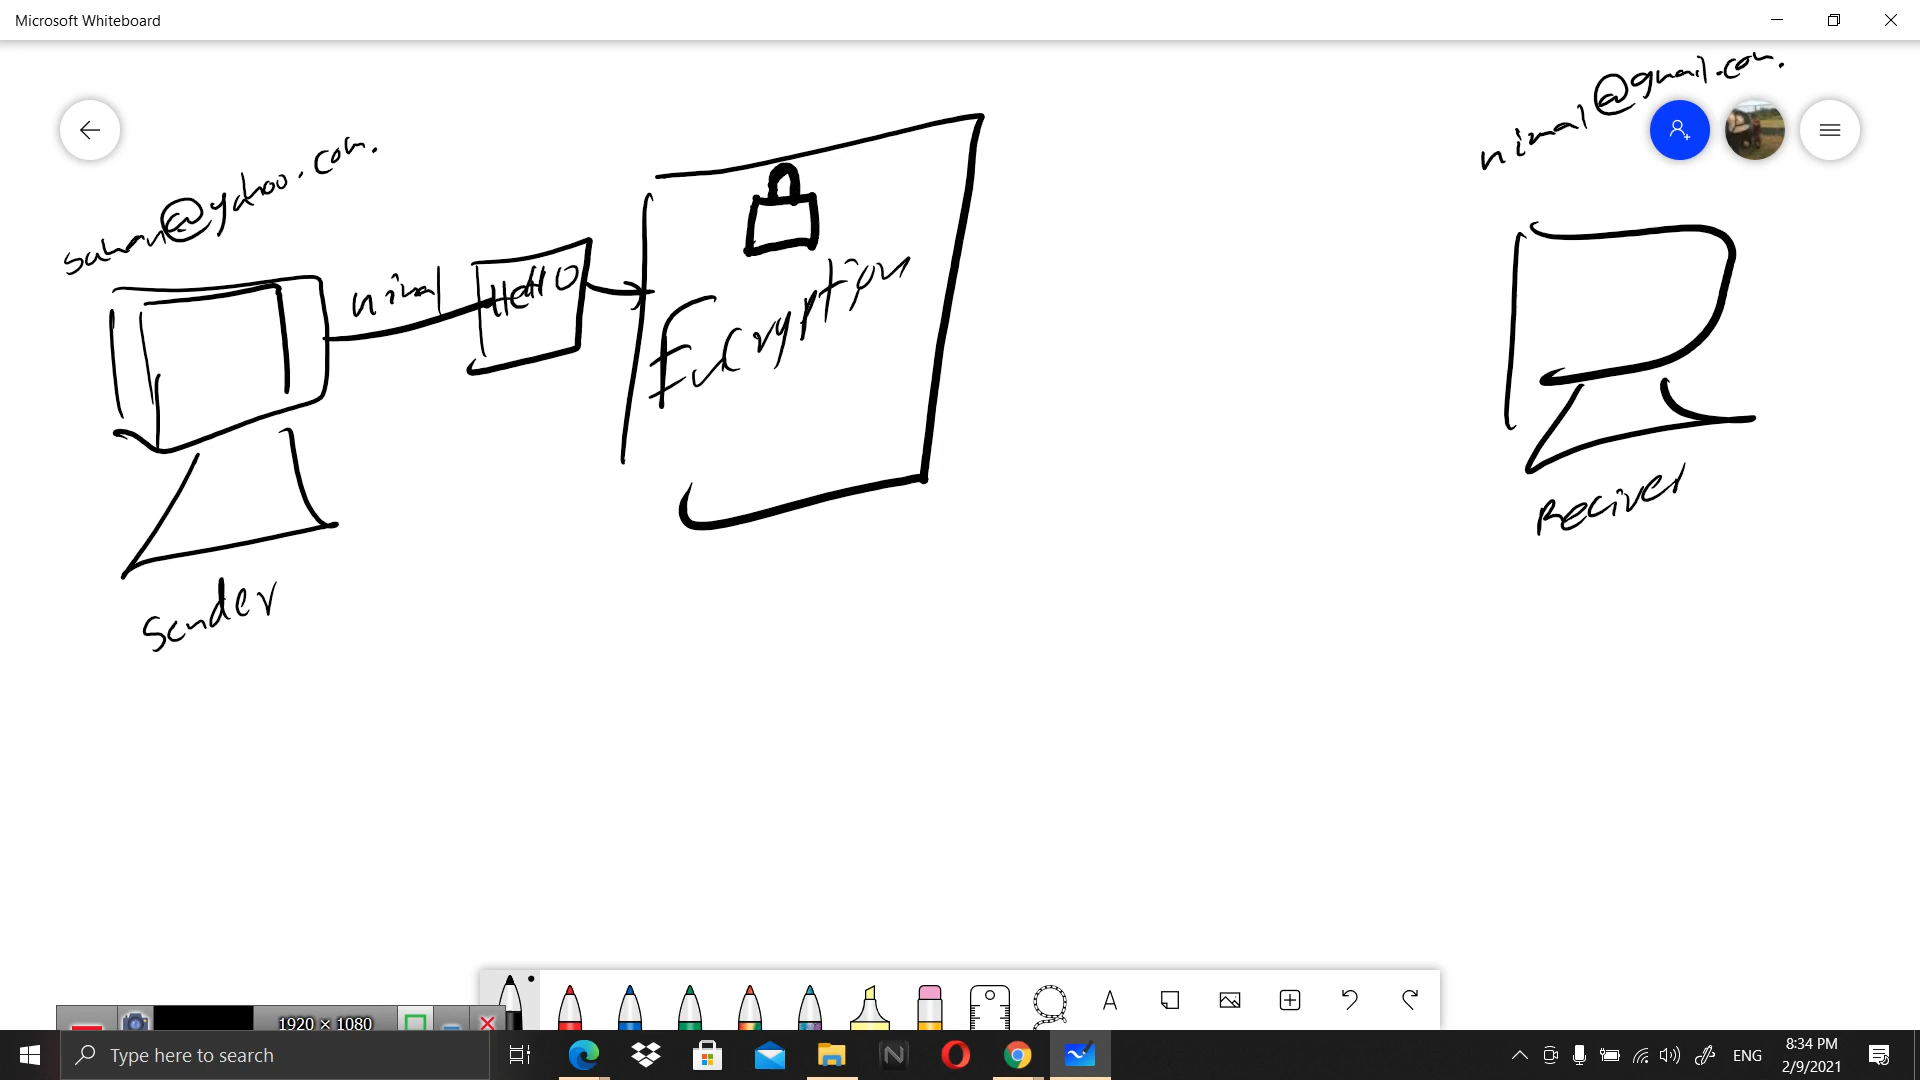 Microsoft Whiteboard
nimal@gmail.com.
sahan@yahoo.com.
nimal
Hello
Encryption
Sender
Reciver
A
1920 × 1080
Type here to search
N
ENG
8:34 PM
2/9/2021